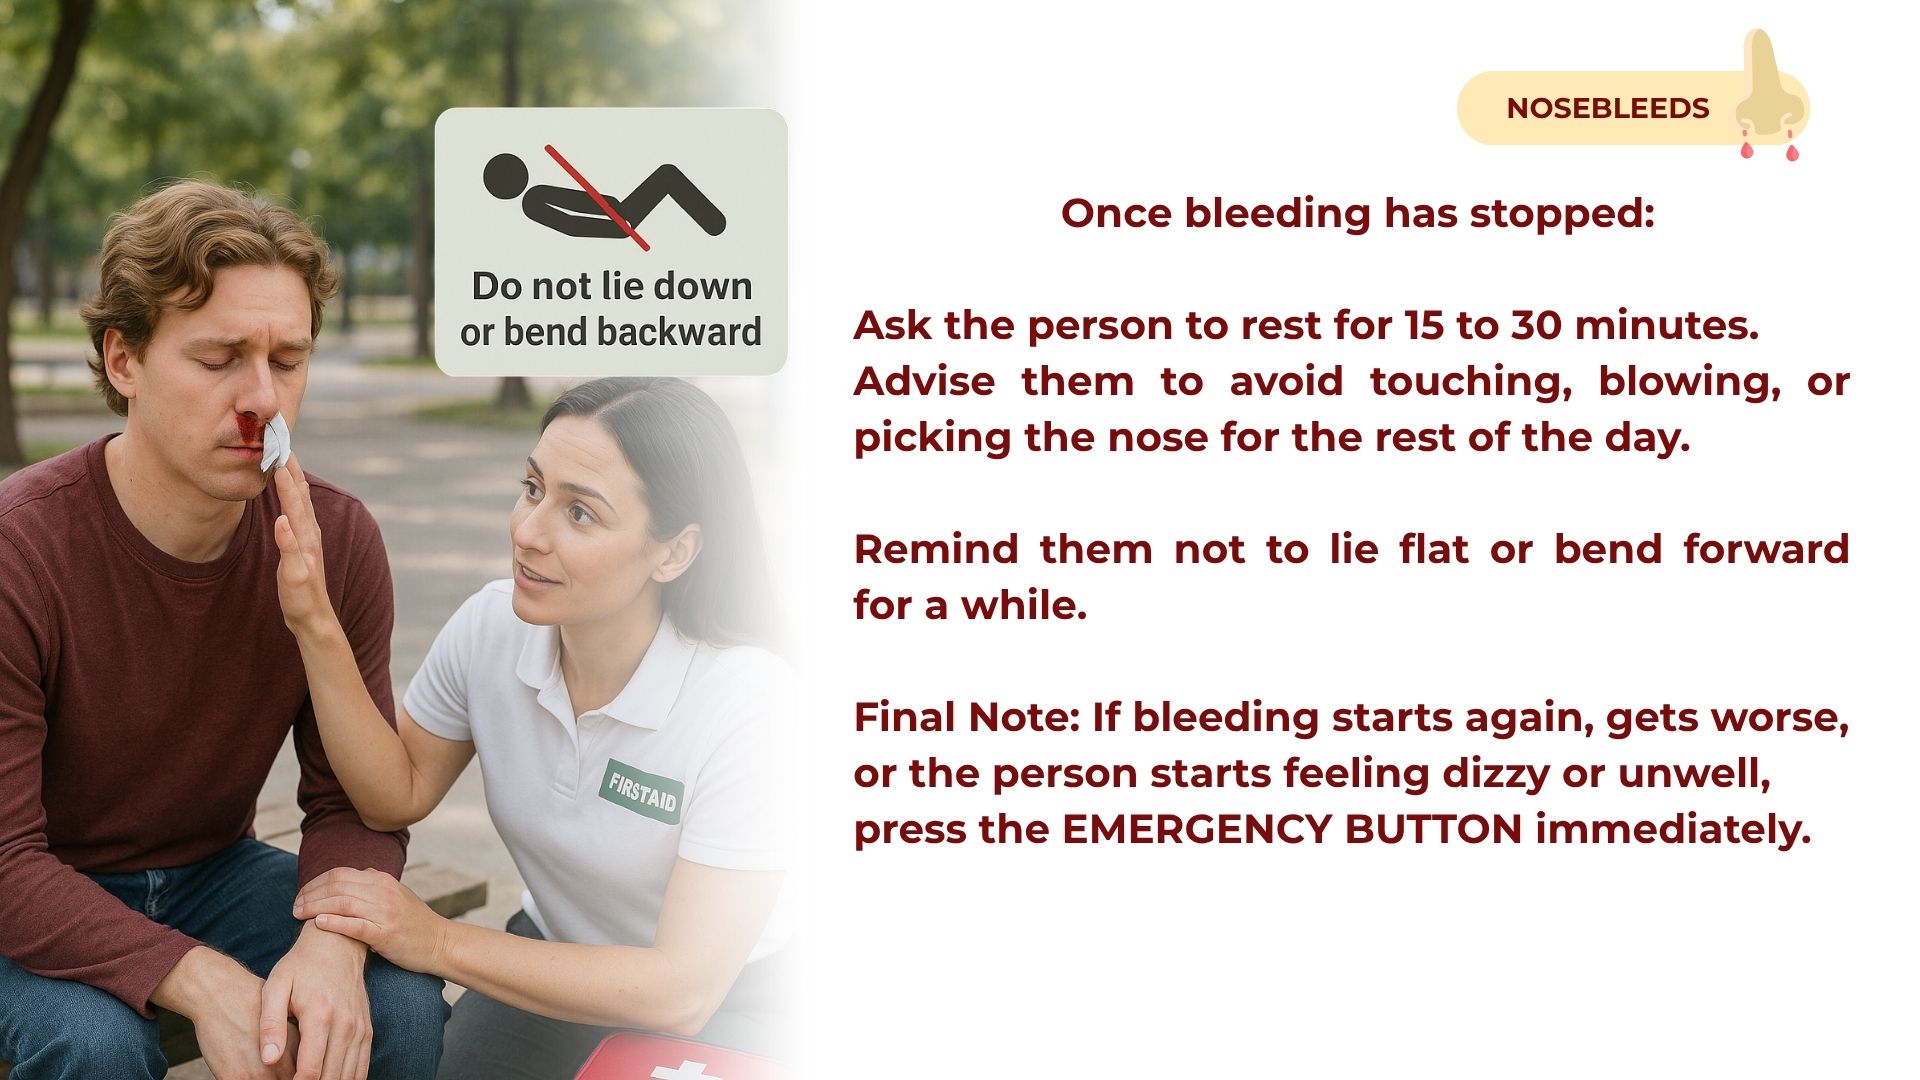 NOSEBLEEDS
Do not lie down
or bend backward
FIRSTAID
Once bleeding has stopped:
Ask the person to rest for 15 to 30 minutes.
Advise them to avoid touching, blowing, or
picking the nose for the rest of the day.
Remind them not to lie flat or bend forward
for a while.
Final Note: If bleeding starts again, gets worse,
or the person starts feeling dizzy or unwell,
press the EMERGENCY BUTTON immediately.